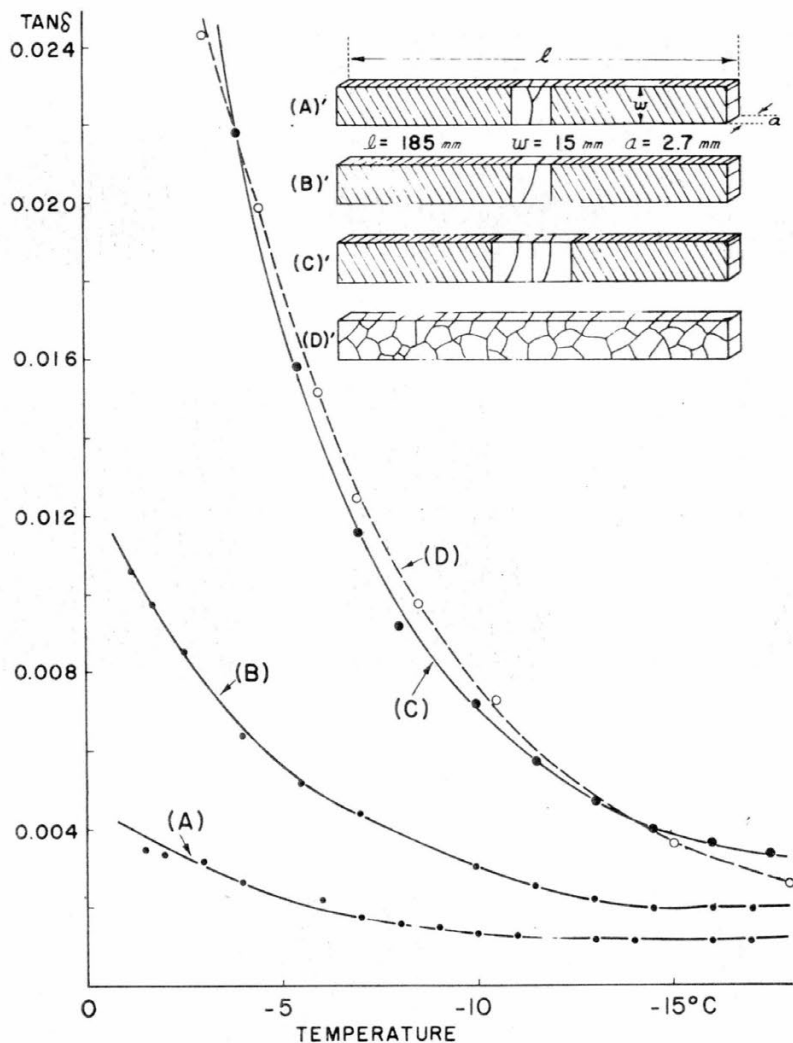 TANδ
0.024
0.020
0.016
0.012
0.008
0.004
0
-5
-10
-15°C
TEMPERATURE
ℓ
(A)'
w
a
ℓ = 185 mm w = 15 mm a = 2.7 mm
(B)'
(C)'
(D)'
(D)
(C)
(B)
(A)